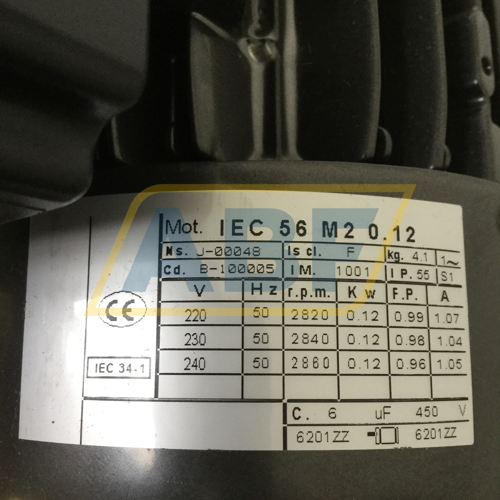 Mot. IEC 56 M2 0.12
Ns. J-00048 Is cl. F kg. 4.1 1~
Cd. B-100005 IM. 1001 IP. 55 S1
V Hz r.p.m. Kw F.P. A
220 50 2820 0.12 0.99 1.07
230 50 2840 0.12 0.98 1.04
240 50 2860 0.12 0.96 1.05
CE
IEC 34-1
C. 6 uF 450 V
6201ZZ 6201ZZ
ABF